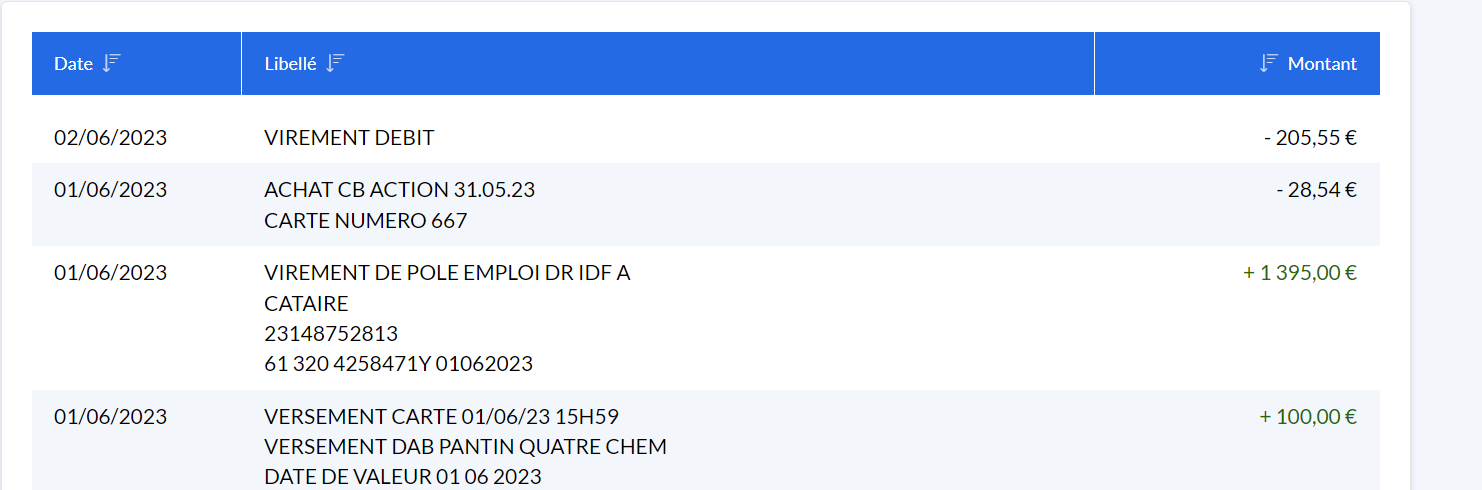 Date Libellé Montant
02/06/2023 VIREMENT DEBIT - 205,55 €
01/06/2023 ACHAT CB ACTION 31.05.23 - 28,54 €
CARTE NUMERO 667
01/06/2023 VIREMENT DE POLE EMPLOI DR IDF A + 1 395,00 €
CATAIRE
23148752813
61 320 4258471Y 01062023
01/06/2023 VERSEMENT CARTE 01/06/23 15H59 + 100,00 €
VERSEMENT DAB PANTIN QUATRE CHEM
DATE DE VALEUR 01 06 2023